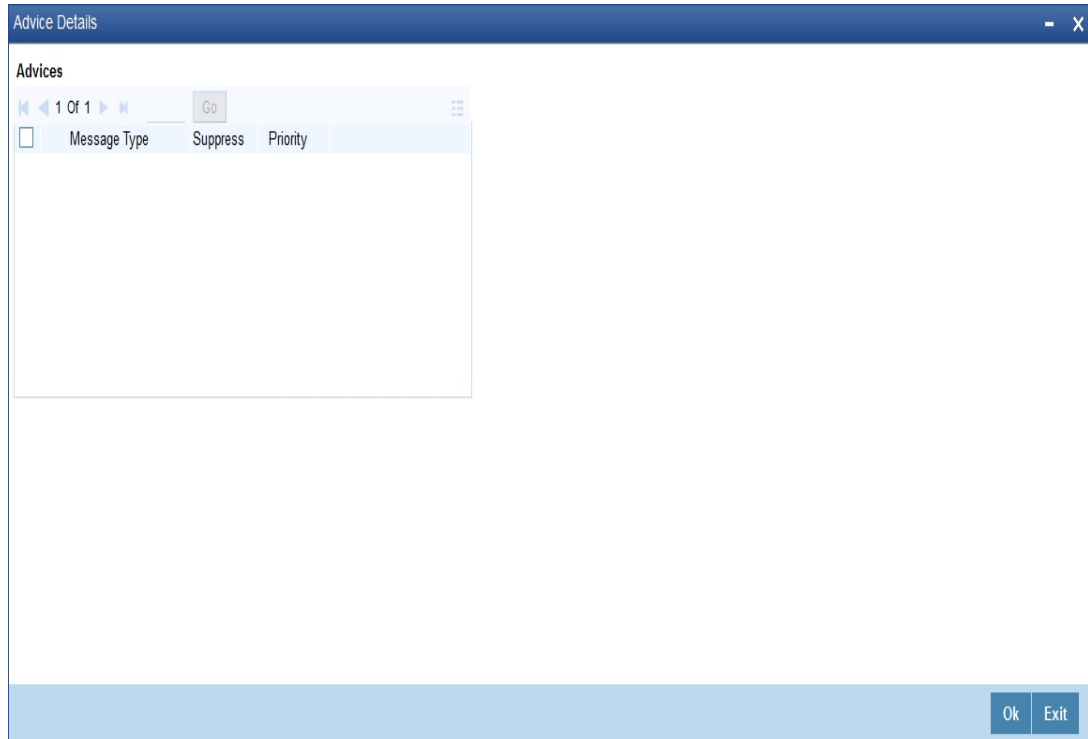 Advice Details
Advices
1 Of 1 Go
Message Type Suppress Priority
Ok Exit